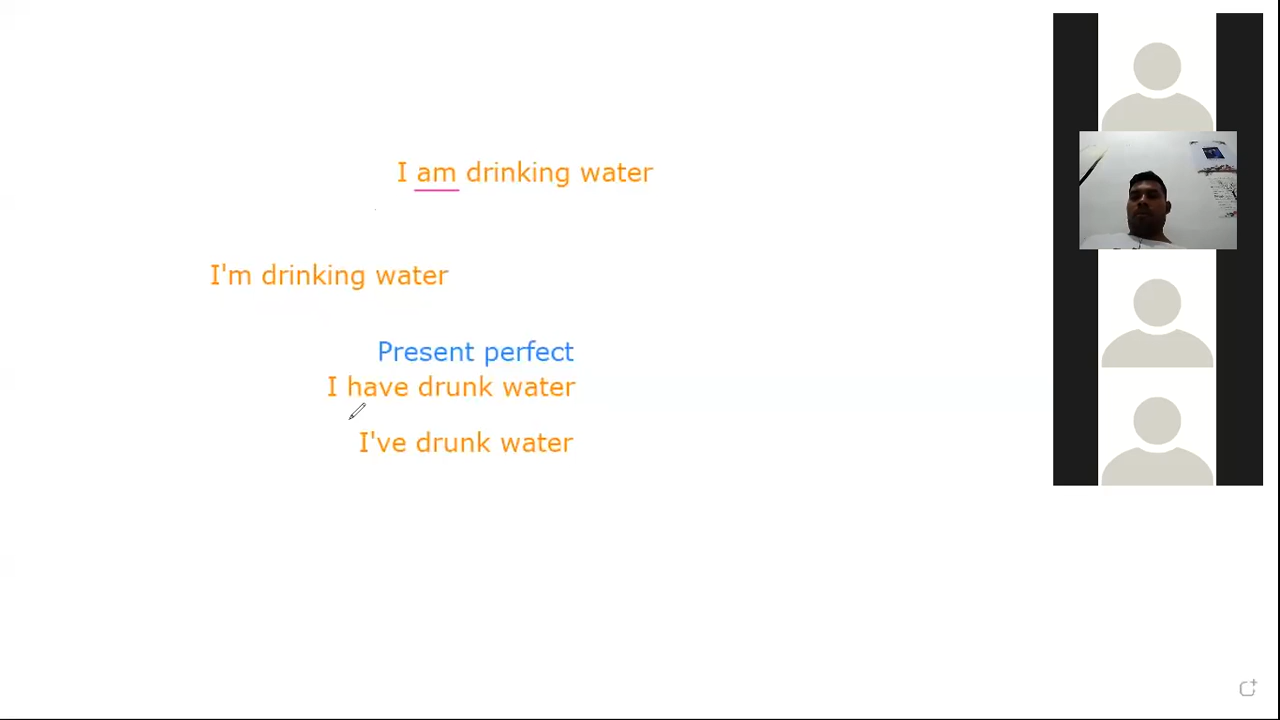 I am drinking water
I'm drinking water
Present perfect
I have drunk water
I've drunk water